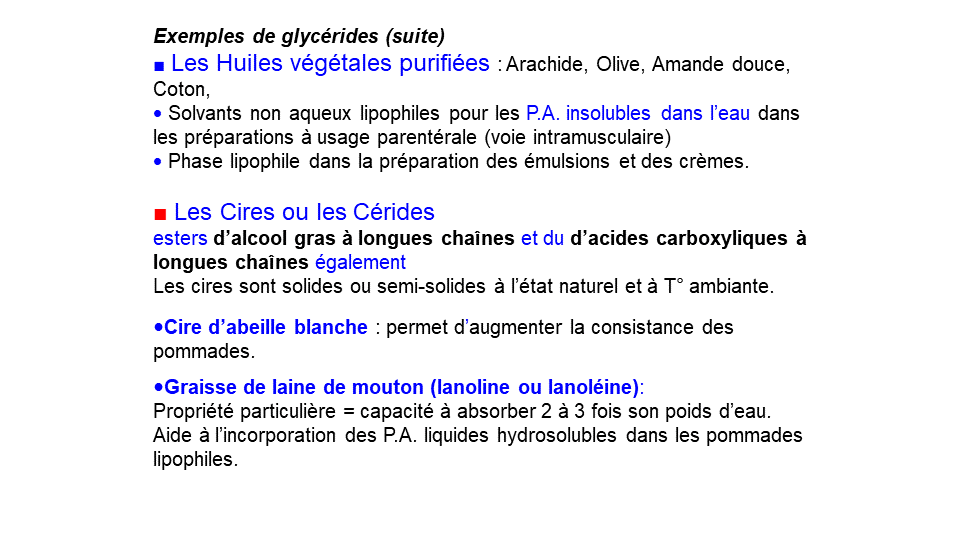 Exemples de glycérides (suite)
■ Les Huiles végétales purifiées : Arachide, Olive, Amande douce,
Coton,
• Solvants non aqueux lipophiles pour les P.A. insolubles dans l’eau dans
les préparations à usage parentérale (voie intramusculaire)
• Phase lipophile dans la préparation des émulsions et des crèmes.
■ Les Cires ou les Cérides
esters d’alcool gras à longues chaînes et du d’acides carboxyliques à
longues chaînes également
Les cires sont solides ou semi-solides à l’état naturel et à T° ambiante.
•Cire d’abeille blanche : permet d’augmenter la consistance des
pommades.
•Graisse de laine de mouton (lanoline ou lanoléine):
Propriété particulière = capacité à absorber 2 à 3 fois son poids d’eau.
Aide à l’incorporation des P.A. liquides hydrosolubles dans les pommades
lipophiles.